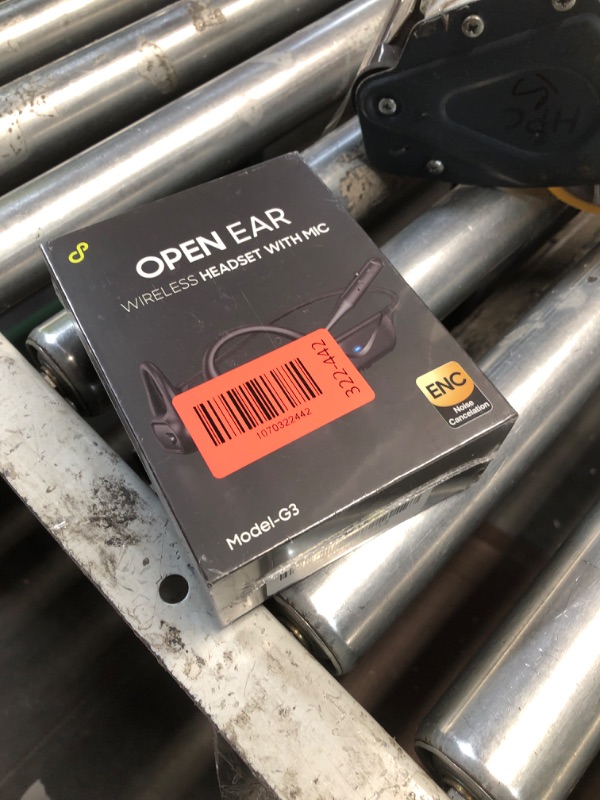 OPEN EAR
WIRELESS HEADSET WITH MIC
322-442
1070322442
ENC
Noise
Cancelation
Model-G3